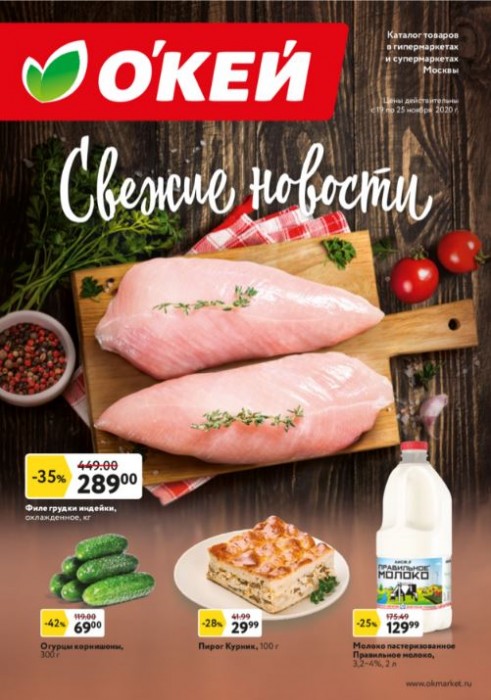 О'КЕЙ
Каталог товаров
в гипермаркетах
и супермаркетах
Москвы
Цены действительны
с 19 по 25 ноября 2020 г.
Свежие новости
-35% 449.00
289 00
Филе грудки индейки,
охлажденное, кг
-42% 119.00
69 00
Огурцы корнишоны,
300 г
-28% 41.99
29 99
Пирог Курник, 100 г
ПРАВИЛЬНОЕ
МОЛОКО
-25% 175.49
129 99
Молоко пастеризованное
Правильное молоко,
3,2–4%, 2 л
www.okmarket.ru